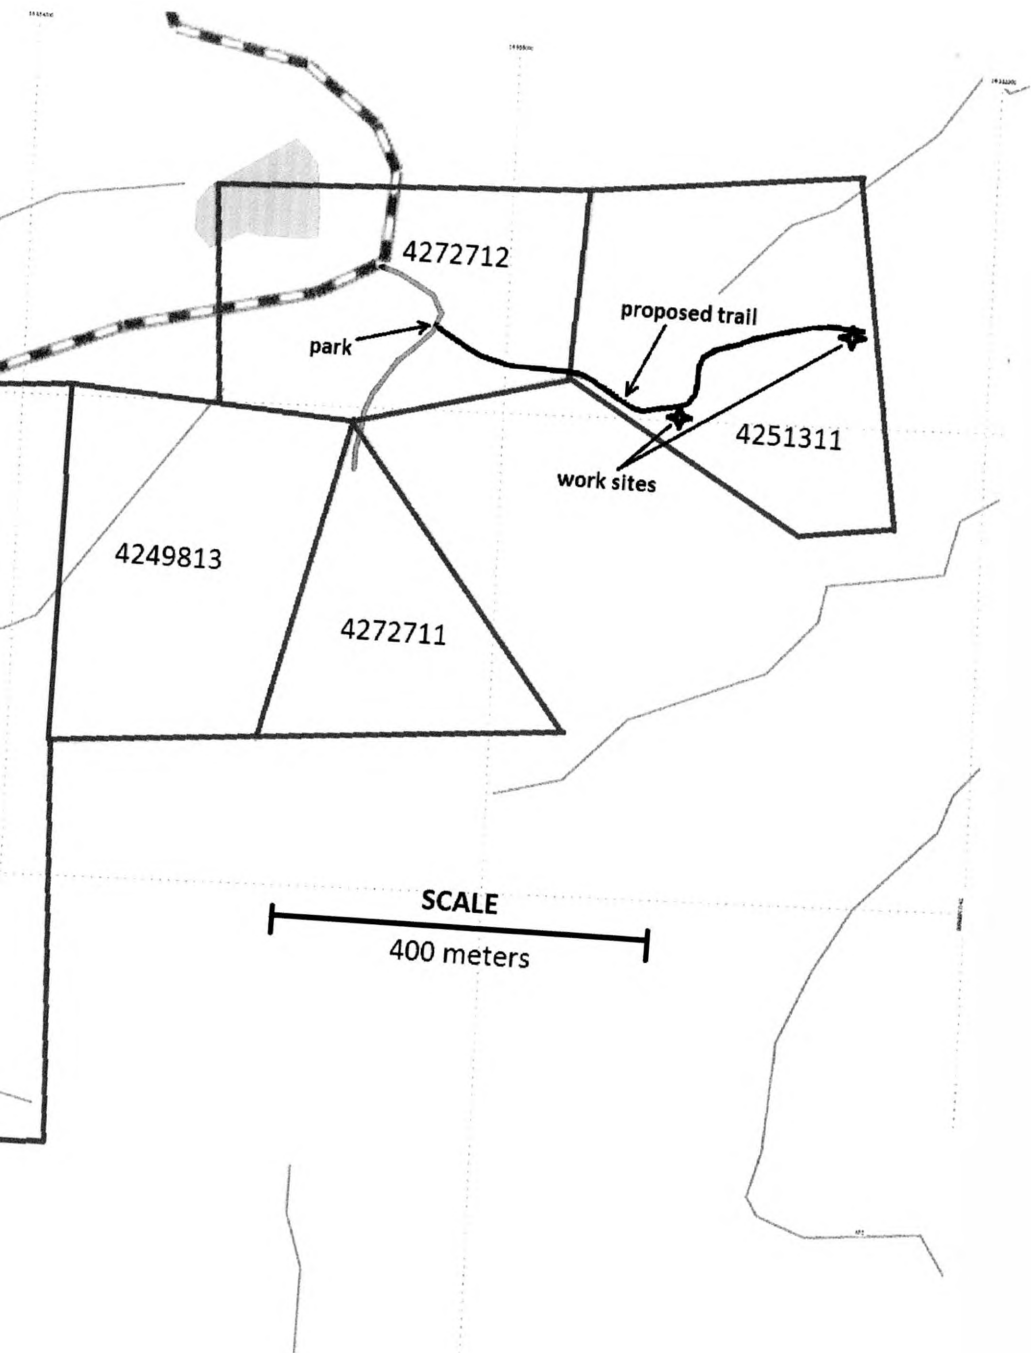 4272712
proposed trail
park
4251311
work sites
4249813
4272711
SCALE
400 meters